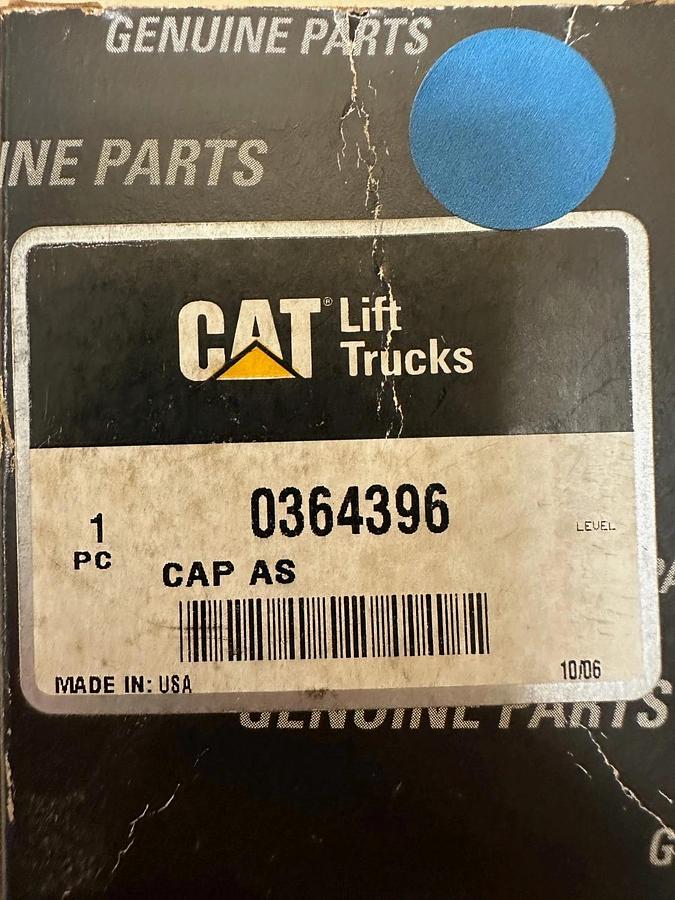 GENUINE PARTS
INE PARTS
CAT® Lift
Trucks
0364396
1
PC
LEVEL
CAP AS
PA
MADE IN: USA
10/06
GENUINE PARTS
G